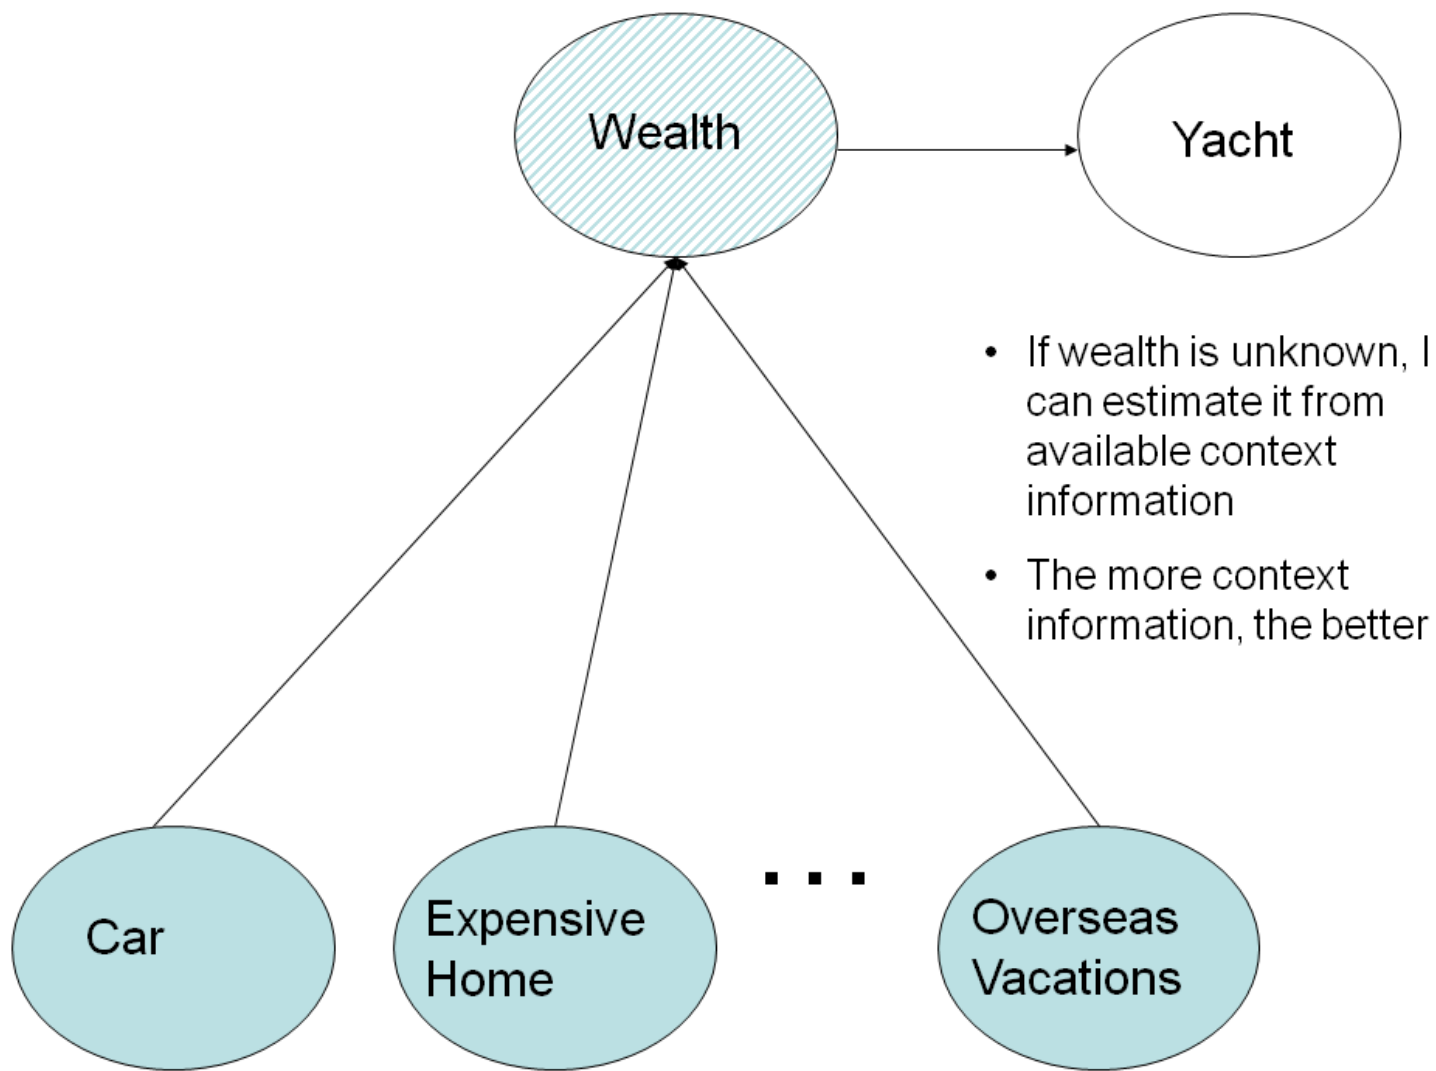 Wealth
Yacht
• If wealth is unknown, I
can estimate it from
available context
information
• The more context
information, the better
Car
Expensive
Home
...
Overseas
Vacations